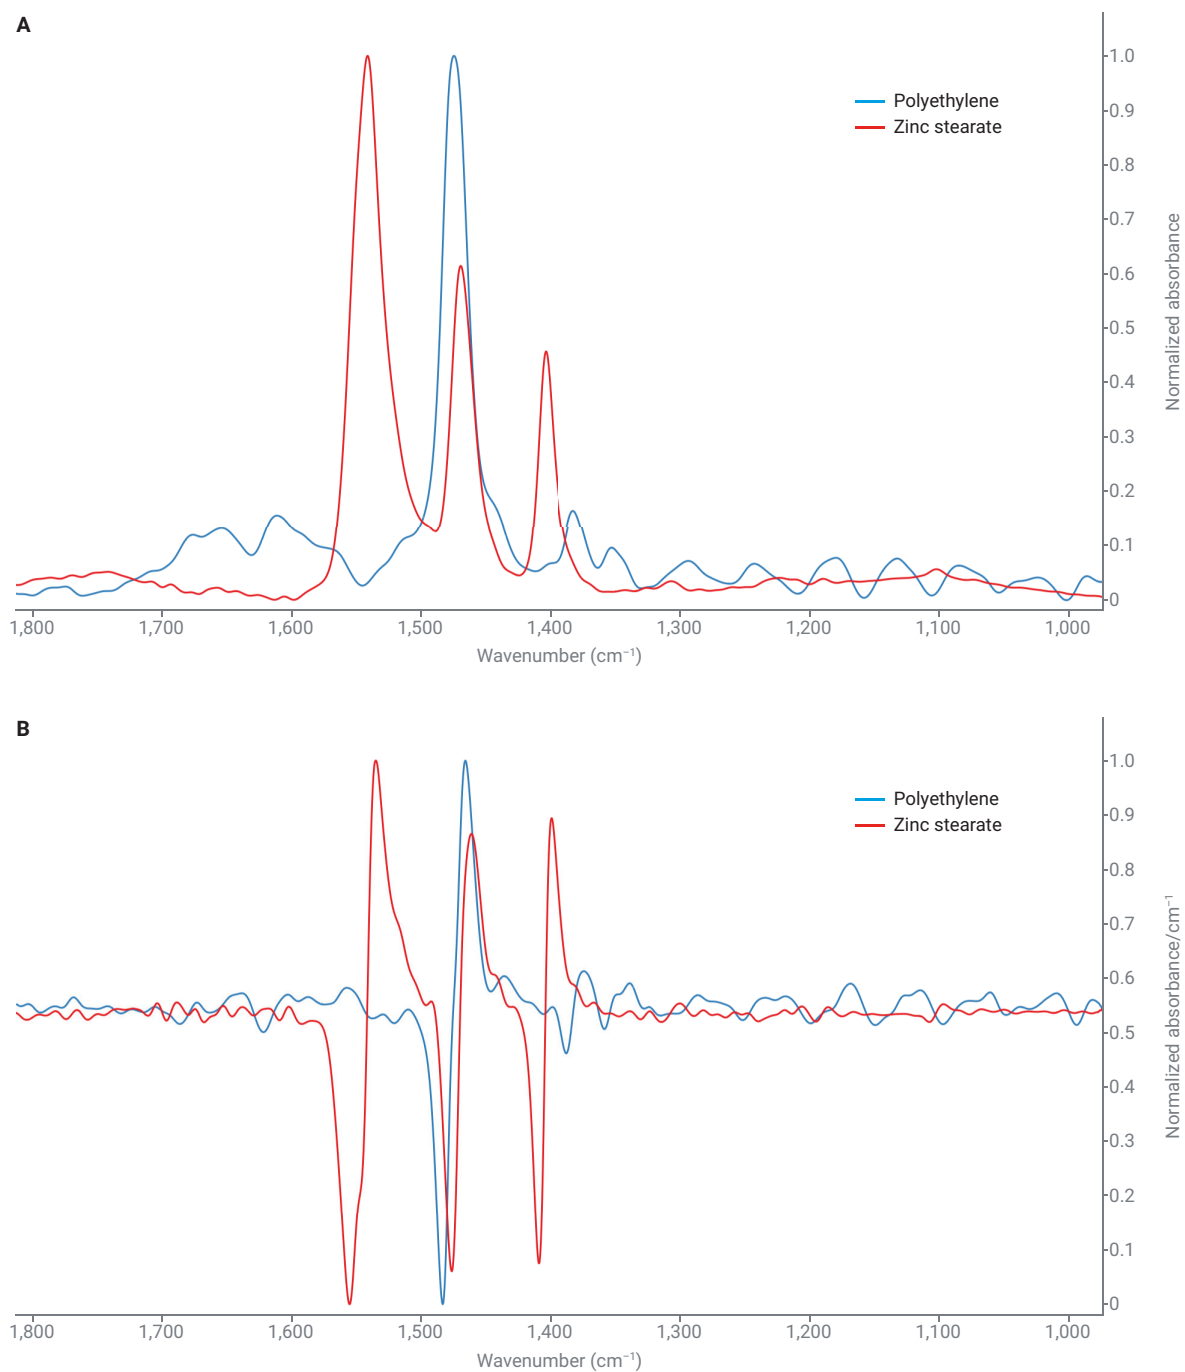 A
Polyethylene
Zinc stearate
1.0
0.9
0.8
0.7
0.6
0.5
0.4
0.3
0.2
0.1
0
Normalized absorbance
1,800 1,700 1,600 1,500 1,400 1,300 1,200 1,100 1,000
Wavenumber (cm⁻¹)
B
Polyethylene
Zinc stearate
1.0
0.9
0.8
0.7
0.6
0.5
0.4
0.3
0.2
0.1
0
Normalized absorbance/cm⁻¹
1,800 1,700 1,600 1,500 1,400 1,300 1,200 1,100 1,000
Wavenumber (cm⁻¹)